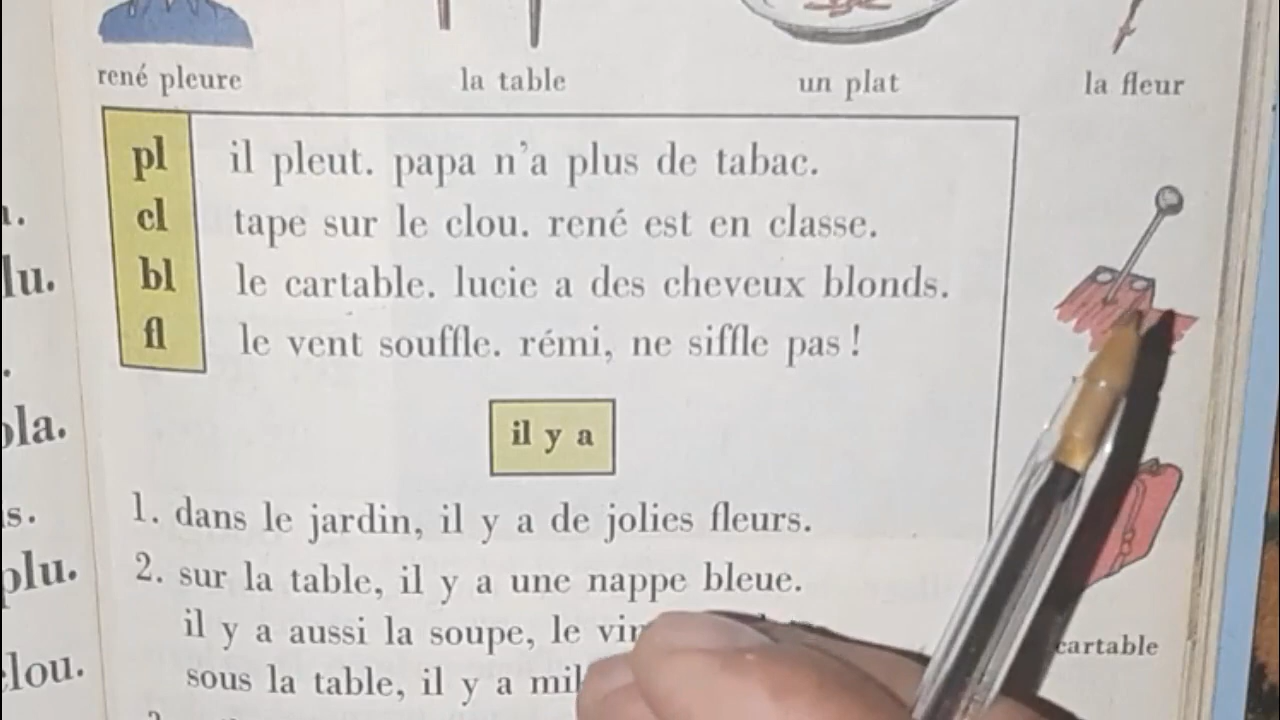 rené pleure
la table
un plat
la fleur
pl il pleut. papa n'a plus de tabac.
cl tape sur le clou. rené est en classe.
bl le cartable. lucie a des cheveux blonds.
fl le vent souffle. rémi, ne siffle pas !
il y a
1. dans le jardin, il y a de jolies fleurs.
2. sur la table, il y a une nappe bleue.
il y a aussi la soupe, le
sous la table, il y a
cartable
lu.
plu.
clou.